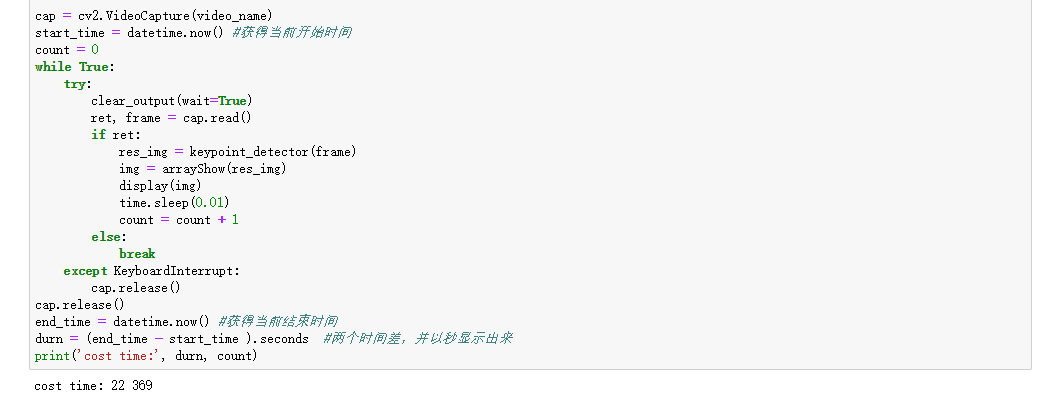 cap = cv2.VideoCapture(video_name)
start_time = datetime.now() #获得当前开始时间
count = 0
while True:
    try:
        clear_output(wait=True)
        ret, frame = cap.read()
        if ret:
            res_img = keypoint_detector(frame)
            img = arrayShow(res_img)
            display(img)
            time.sleep(0.01)
            count = count + 1
        else:
            break
    except KeyboardInterrupt:
        cap.release()
cap.release()
end_time = datetime.now() #获得当前结束时间
durn = (end_time - start_time ).seconds  #两个时间差，并以秒显示出来
print('cost time:', durn, count)
cost time: 22 369